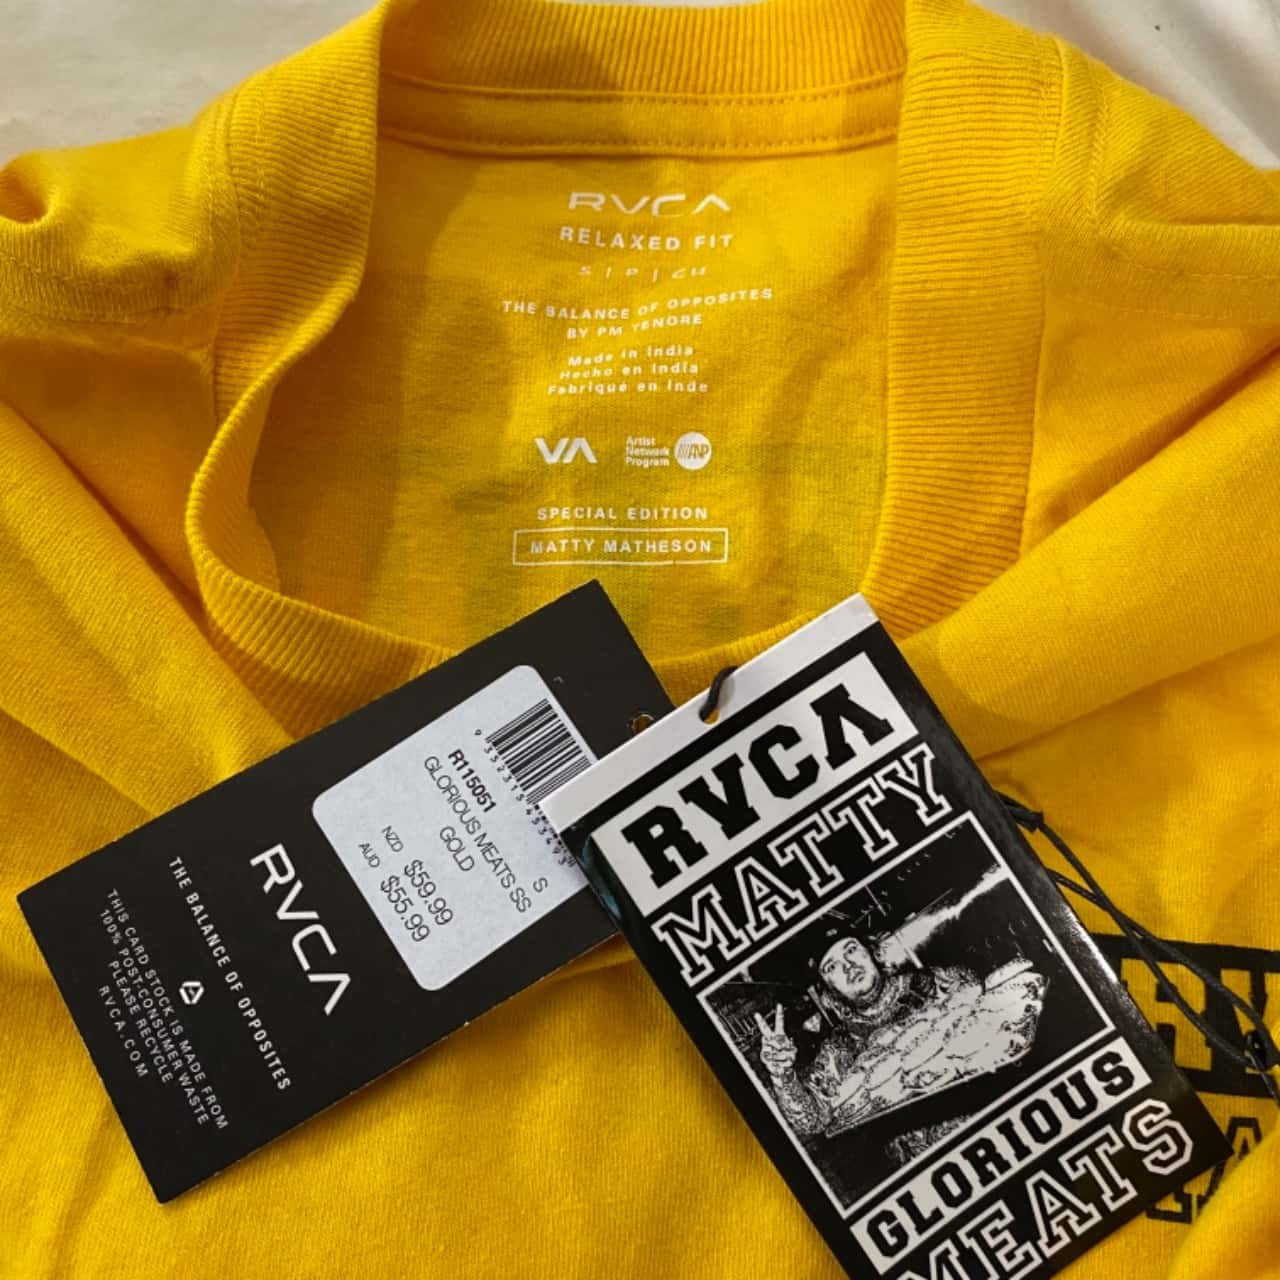 RVCA
RELAXED FIT
S | P | CH
THE BALANCE OF OPPOSITES
BY PM TENORE
Made in India
Hecho en India
Fabriqué en Inde
VA
Artist
Network
Program
ANP
SPECIAL EDITION
MATTY MATHESON
R115051
GLORIOUS MEATS SS
GOLD
S
NZD $59.99
AUD $55.99
RVCA
THE BALANCE OF OPPOSITES
THIS CARD STOCK IS MADE FROM
100% POST-CONSUMER WASTE
PLEASE RECYCLE
RVCA.COM
RVCA
MATTY
GLORIOUS
MEATS